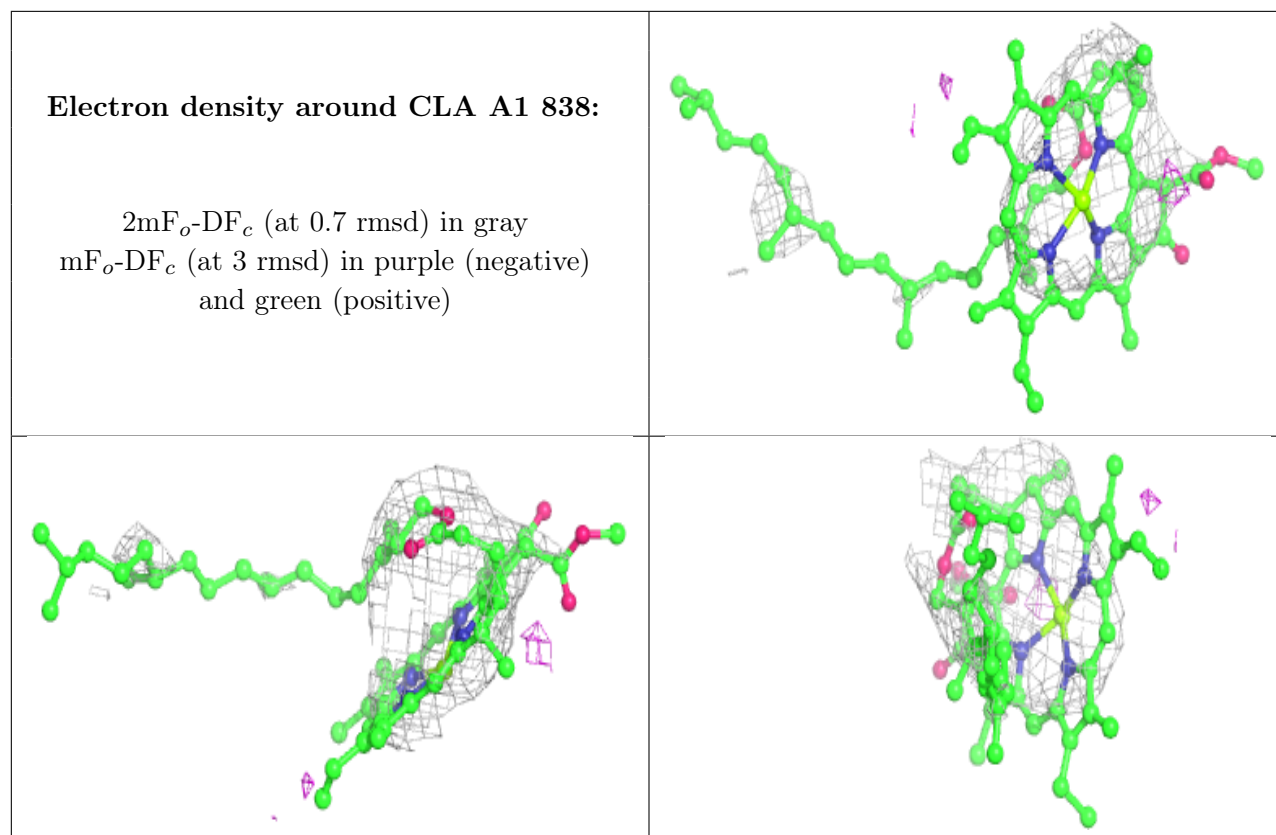 Electron density around CLA A1 838:
2mFo-DFc (at 0.7 rmsd) in gray
mFo-DFc (at 3 rmsd) in purple (negative)
and green (positive)